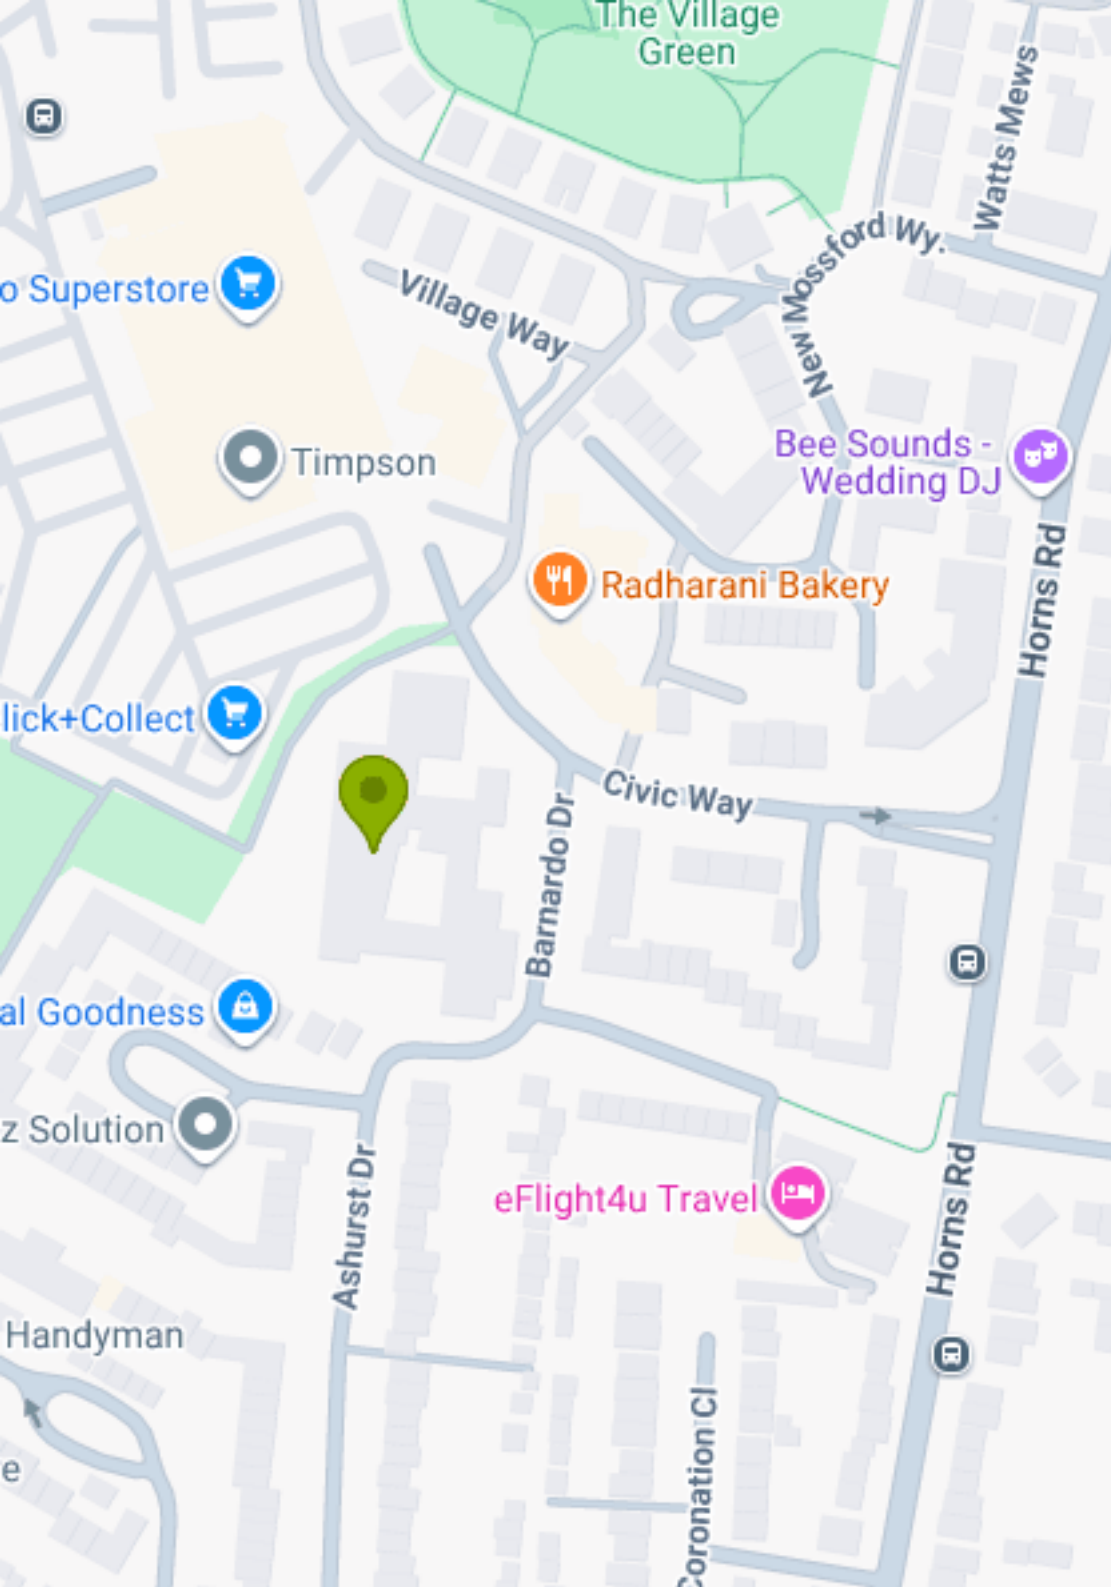 The Village
Green
Watts Mews
New Mossford Wy.
o Superstore
Village Way
Timpson
Bee Sounds -
Wedding DJ
Horns Rd
Radharani Bakery
lick+Collect
Civic Way
Barnardo Dr
al Goodness
z Solution
Ashurst Dr
eFlight4u Travel
Horns Rd
Handyman
Coronation Cl
e